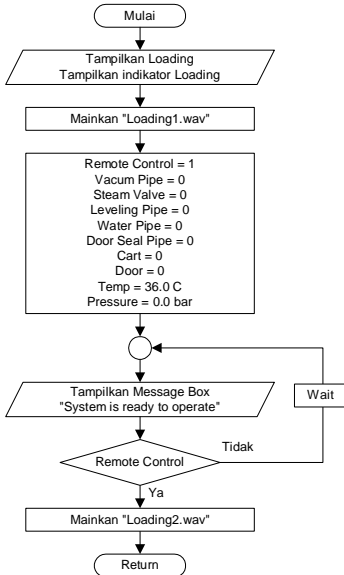 Mulai
Tampilkan Loading
Tampilkan indikator Loading
Mainkan "Loading1.wav"
Remote Control = 1
Vacum Pipe = 0
Steam Valve = 0
Leveling Pipe = 0
Water Pipe = 0
Door Seal Pipe = 0
Cart = 0
Door = 0
Temp = 36.0 C
Pressure = 0.0 bar
Tampilkan Message Box
"System is ready to operate"
Wait
Remote Control
Tidak
Ya
Mainkan "Loading2.wav"
Return